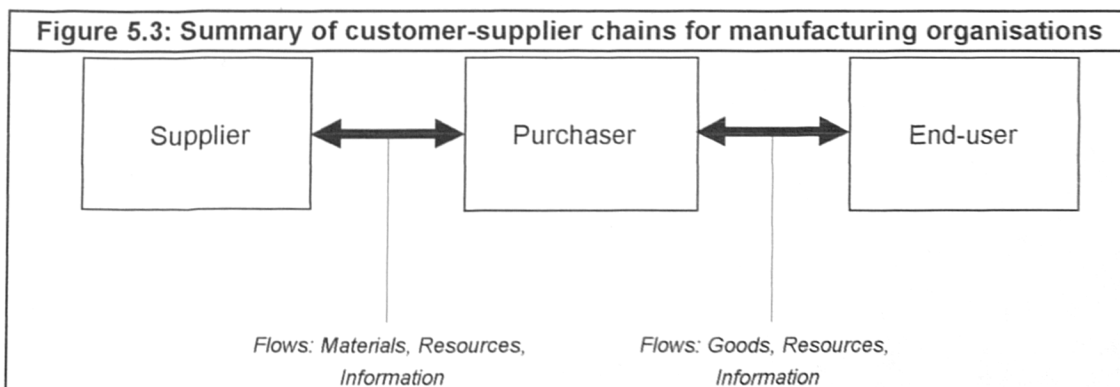 Figure 5.3: Summary of customer-supplier chains for manufacturing organisations
Supplier
Purchaser
End-user
Flows: Materials, Resources,
Information
Flows: Goods, Resources,
Information